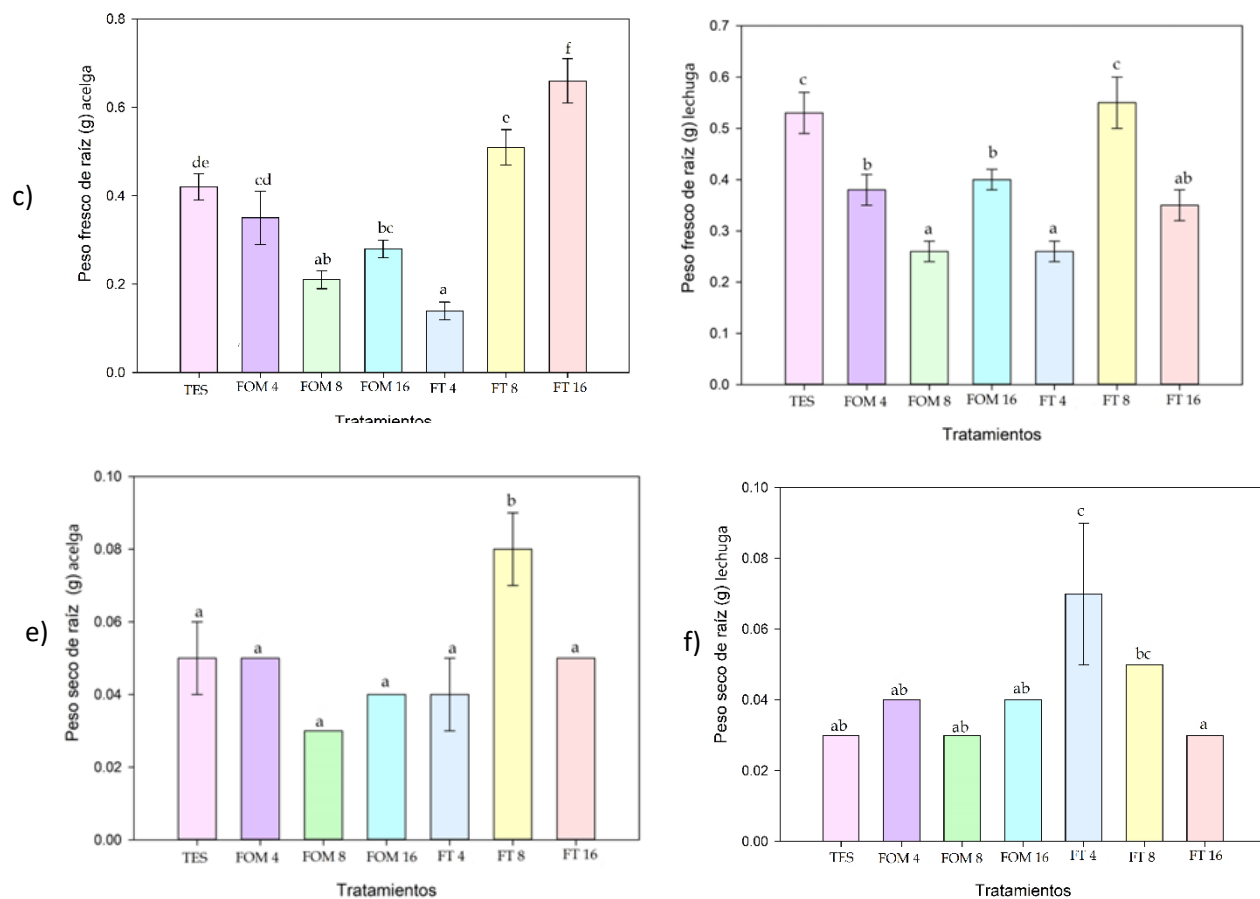 c)
Peso fresco de raíz (g) acelga
0.8
0.6
0.4
0.2
0.0
de
cd
ab
bc
a
e
f
TES FOM 4 FOM 8 FOM 16 FT 4 FT 8 FT 16
Tratamientos
Peso fresco de raíz (g) lechuga
0.7
0.6
0.5
0.4
0.3
0.2
0.1
0.0
c
b
a
b
a
c
ab
TES FOM 4 FOM 8 FOM 16 FT 4 FT 8 FT 16
Tratamientos
e)
Peso seco de raíz (g) acelga
0.10
0.08
0.06
0.04
0.02
0.00
a
a
a
a
a
b
a
TES FOM 4 FOM 8 FOM 16 FT 4 FT 8 FT 16
Tratamientos
f)
Peso seco de raíz (g) lechuga
0.10
0.08
0.06
0.04
0.02
0.00
ab
ab
ab
ab
c
bc
a
TES FOM 4 FOM 8 FOM 16 FT 4 FT 8 FT 16
Tratamientos